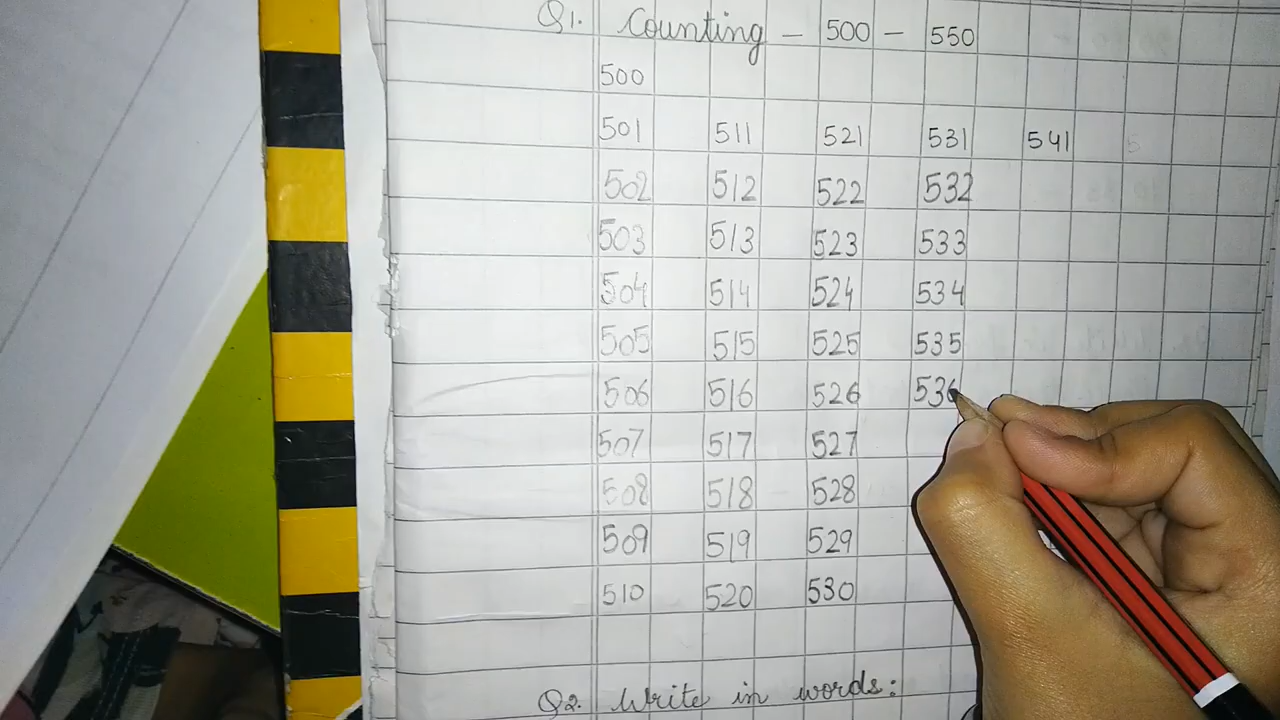 Q1. Counting - 500 - 550
500
501 511 521 531 541
502 512 522 532
503 513 523 533
504 514 524 534
505 515 525 535
506 516 526 536
507 517 527
508 518 528
509 519 529
510 520 530
Q2. Write in words: